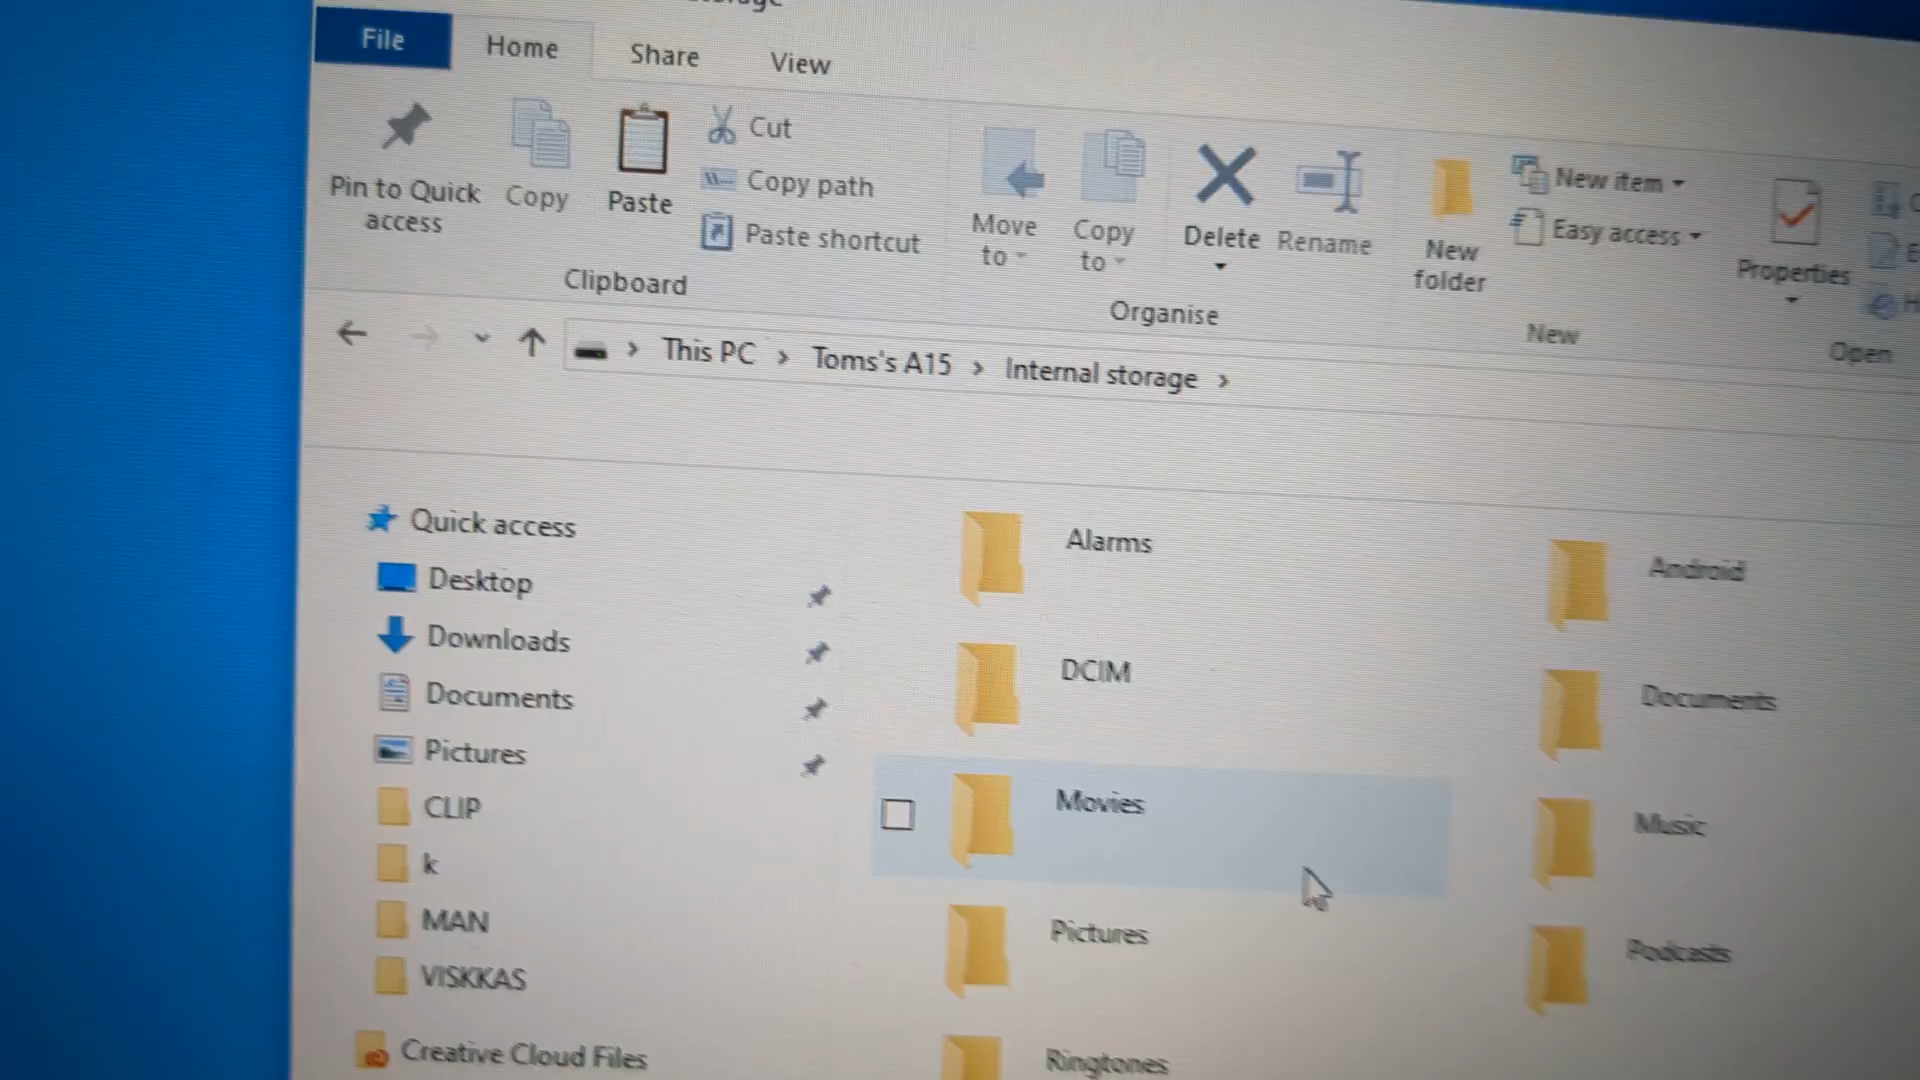 File
Home
Share
View
Pin to Quick
access
Copy
Paste
Cut
Copy path
Paste shortcut
Clipboard
Move
to
Copy
to
Delete
Rename
Organise
New
folder
New item
Easy access
New
Properties
Open
This PC > Toms's A15 > Internal storage >
Quick access
Desktop
Downloads
Documents
Pictures
CLIP
k
MAN
VISKKAS
Creative Cloud Files
Alarms
Android
DCIM
Documents
Movies
Music
Pictures
Podcasts
Ringtones